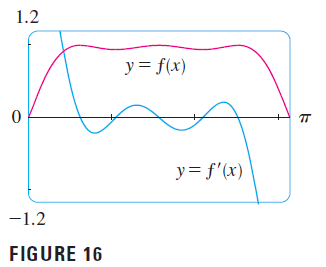 1.2
y = f(x)
0
π
y = f'(x)
−1.2
FIGURE 16